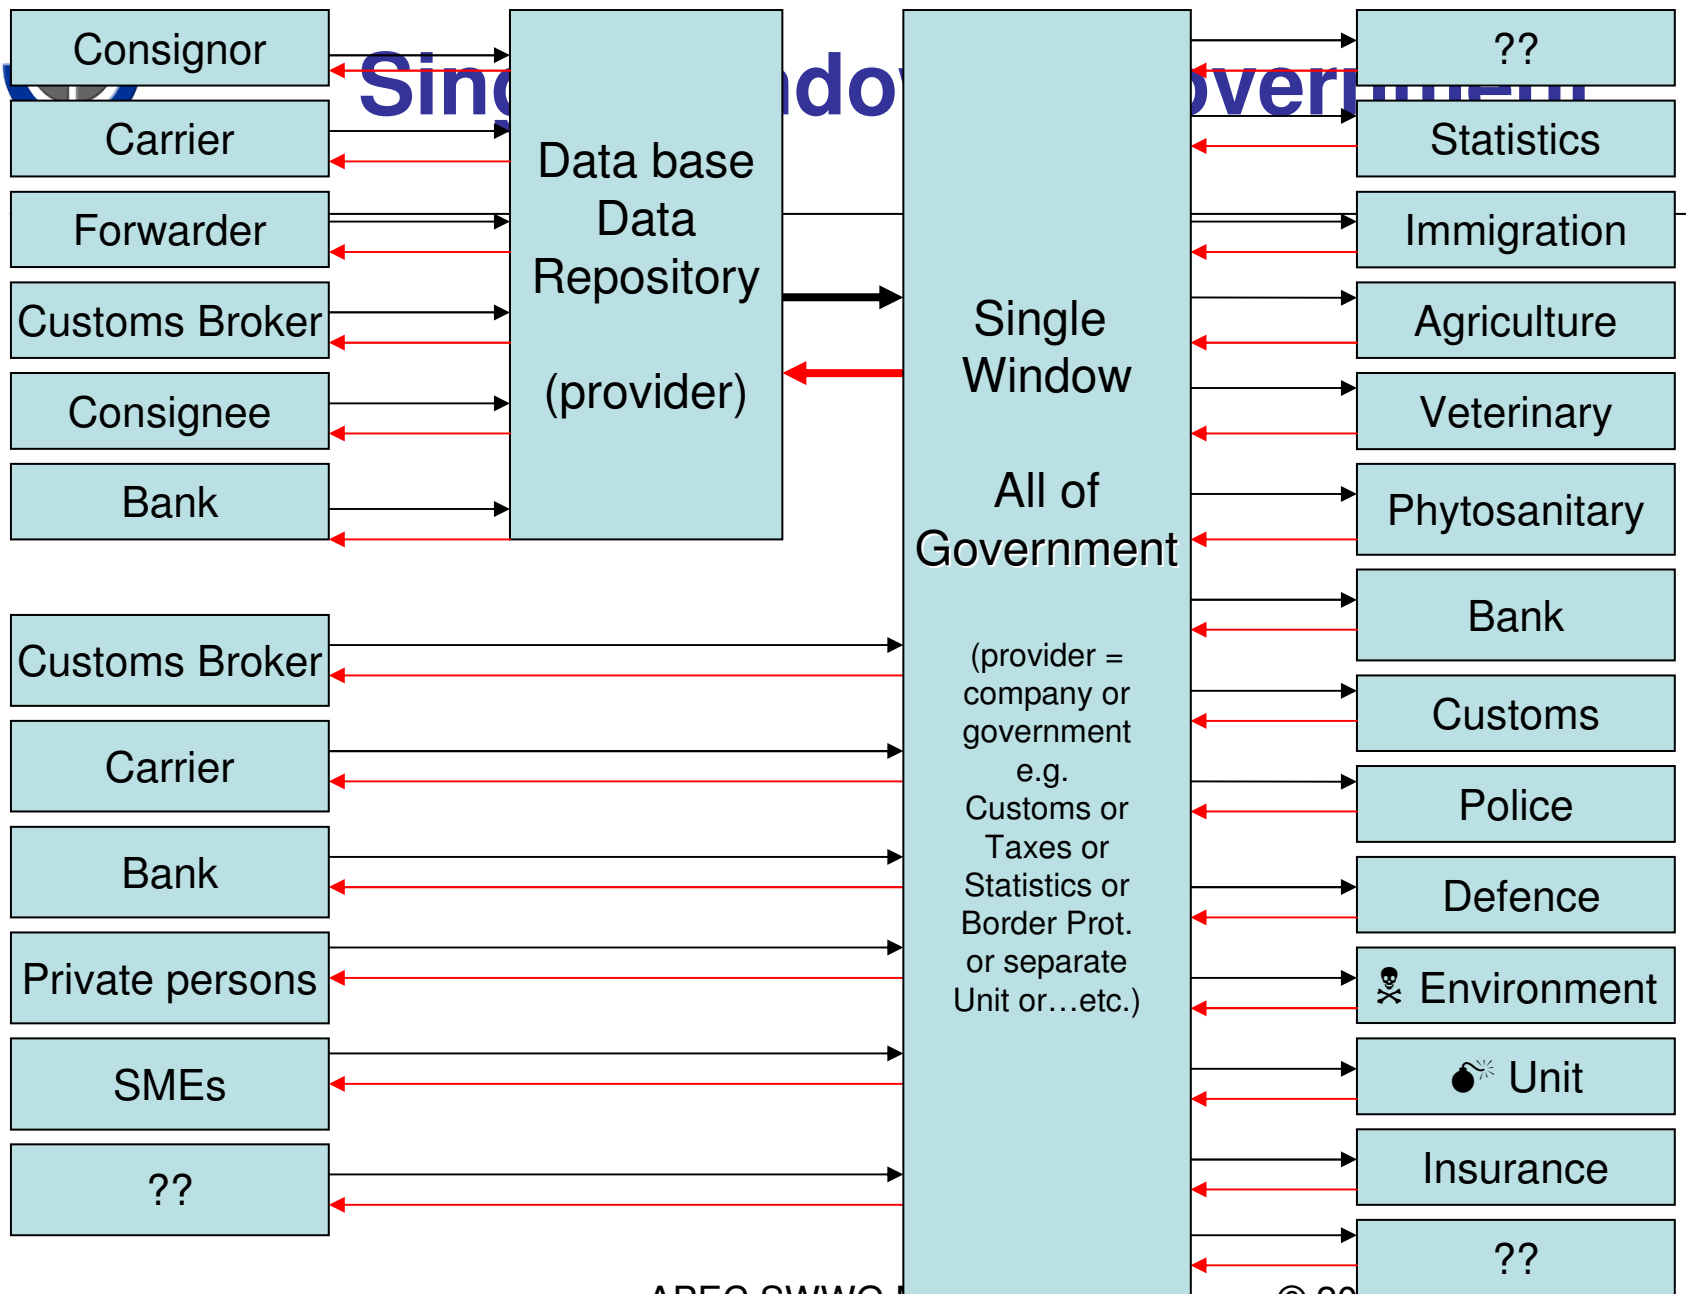 Consignor
Carrier
Forwarder
Customs Broker
Consignee
Bank
Customs Broker
Carrier
Bank
Private persons
SMEs
??
Data base
Data
Repository
(provider)
Single
Window
All of
Government
(provider =
company or
government
e.g.
Customs or
Taxes or
Statistics or
Border Prot.
or separate
Unit or…etc.)
??
Statistics
Immigration
Agriculture
Veterinary
Phytosanitary
Bank
Customs
Police
Defence
Environment
Unit
Insurance
??
APEC SWWG